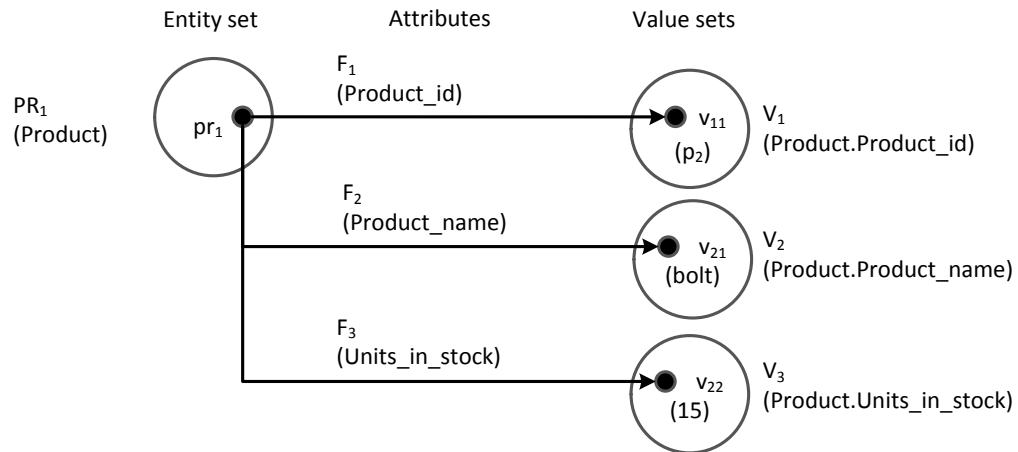 Entity set
Attributes
Value sets
PR₁
(Product)
pr₁
F₁
(Product_id)
v₁₁
(p₂)
V₁
(Product.Product_id)
F₂
(Product_name)
v₂₁
(bolt)
V₂
(Product.Product_name)
F₃
(Units_in_stock)
v₂₂
(15)
V₃
(Product.Units_in_stock)